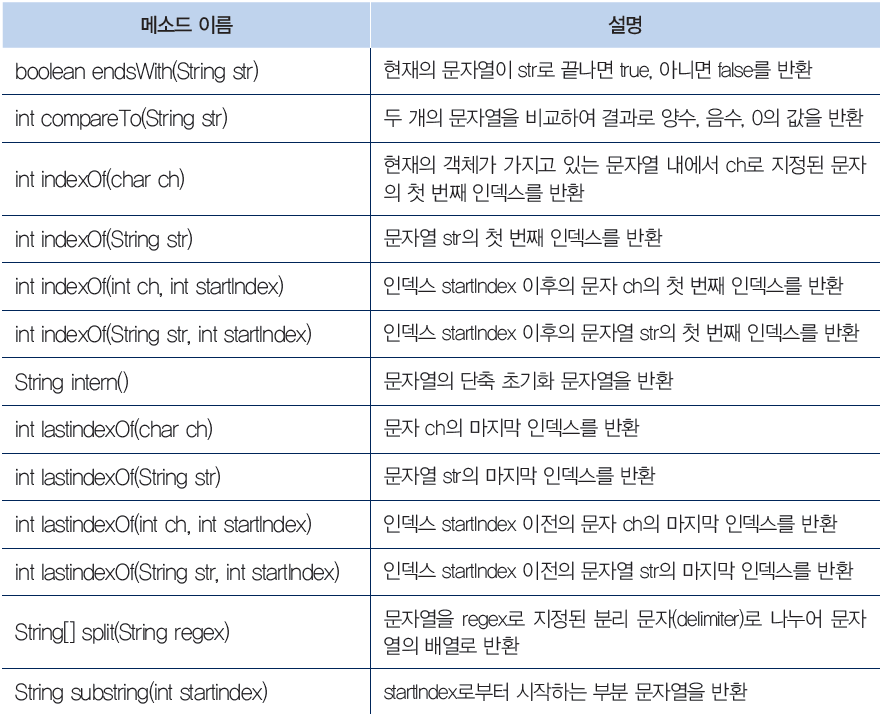 메소드 이름
설명
boolean endsWith(String str)
현재의 문자열이 str로 끝나면 true, 아니면 false를 반환
int compareTo(String str)
두 개의 문자열을 비교하여 결과로 양수, 음수, 0의 값을 반환
int indexOf(char ch)
현재의 객체가 가지고 있는 문자열 내에서 ch로 지정된 문자
의 첫 번째 인덱스를 반환
int indexOf(String str)
문자열 str의 첫 번째 인덱스를 반환
int indexOf(int ch, int startIndex)
인덱스 startIndex 이후의 문자 ch의 첫 번째 인덱스를 반환
int indexOf(String str, int startIndex)
인덱스 startIndex 이후의 문자열 str의 첫 번째 인덱스를 반환
String intern()
문자열의 단축 초기화 문자열을 반환
int lastindexOf(char ch)
문자 ch의 마지막 인덱스를 반환
int lastindexOf(String str)
문자열 str의 마지막 인덱스를 반환
int lastindexOf(int ch, int startIndex)
인덱스 startIndex 이전의 문자 ch의 마지막 인덱스를 반환
int lastindexOf(String str, int startIndex)
인덱스 startIndex 이전의 문자열 str의 마지막 인덱스를 반환
String[] split(String regex)
문자열을 regex로 지정된 분리 문자(delimiter)로 나누어 문자
열의 배열로 반환
String substring(int startindex)
startIndex로부터 시작하는 부분 문자열을 반환